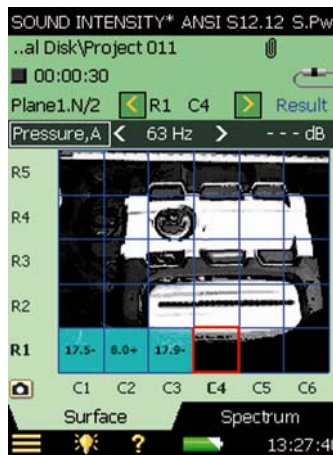 SOUND INTENSITY* ANSI S12.12 S.Pw
..al Disk\Project 011
00:00:30
Plane1.N/2 < R1 C4 > Result
Pressure,A < 63 Hz > - - - dB
R5
R4
R3
R2
R1 17.5- 8.0+ 17.9-
C1 C2 C3 C4 C5 C6
Surface Spectrum
? 13:27:40